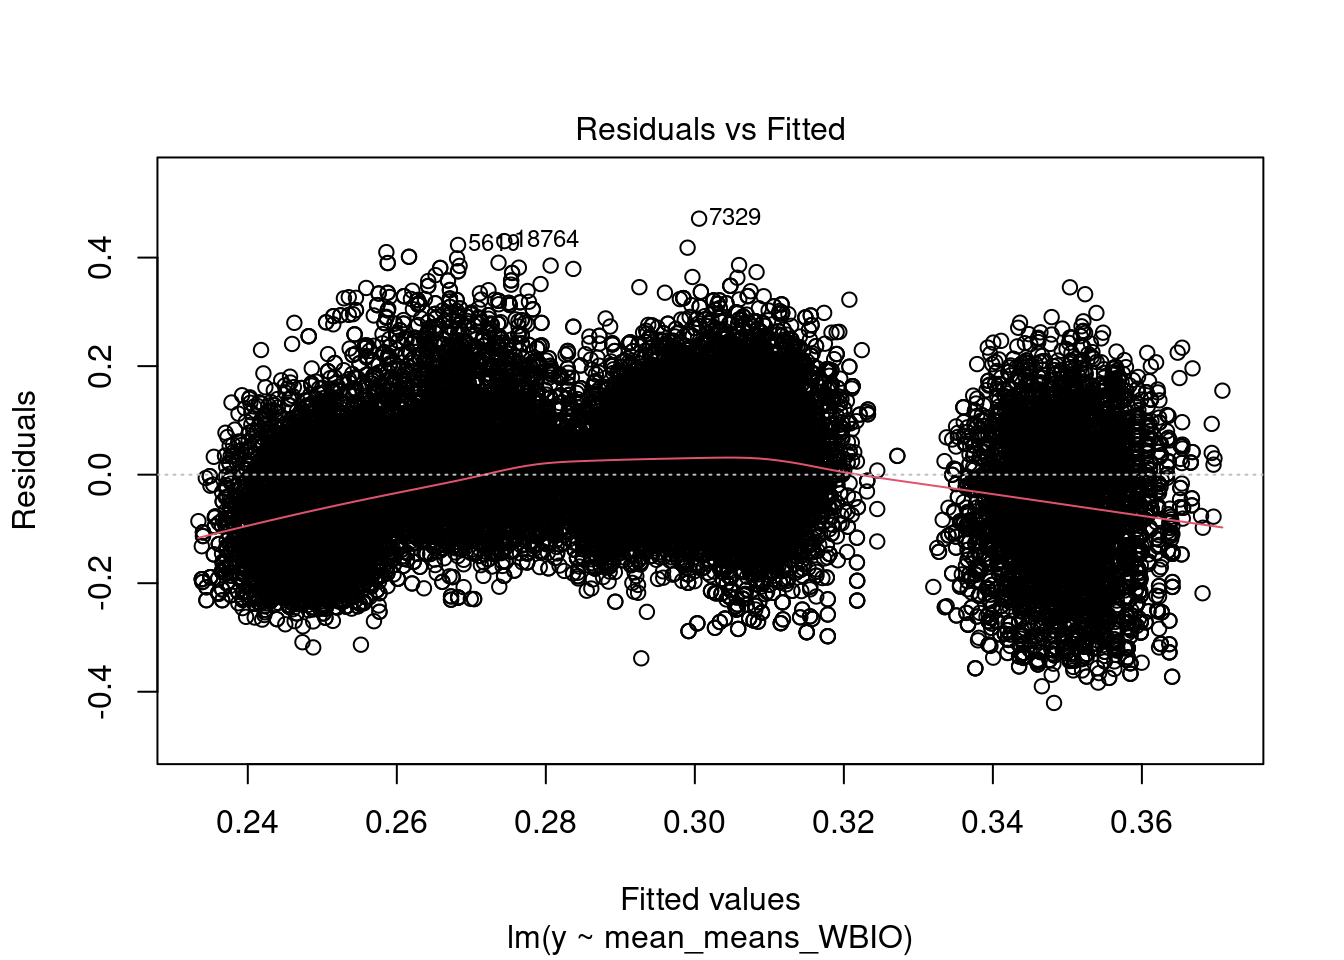 Residuals vs Fitted
7329
5619
18764
Residuals
0.4
0.2
0.0
-0.2
-0.4
0.24 0.26 0.28 0.30 0.32 0.34 0.36
Fitted values
lm(y ~ mean_means_WBIO)